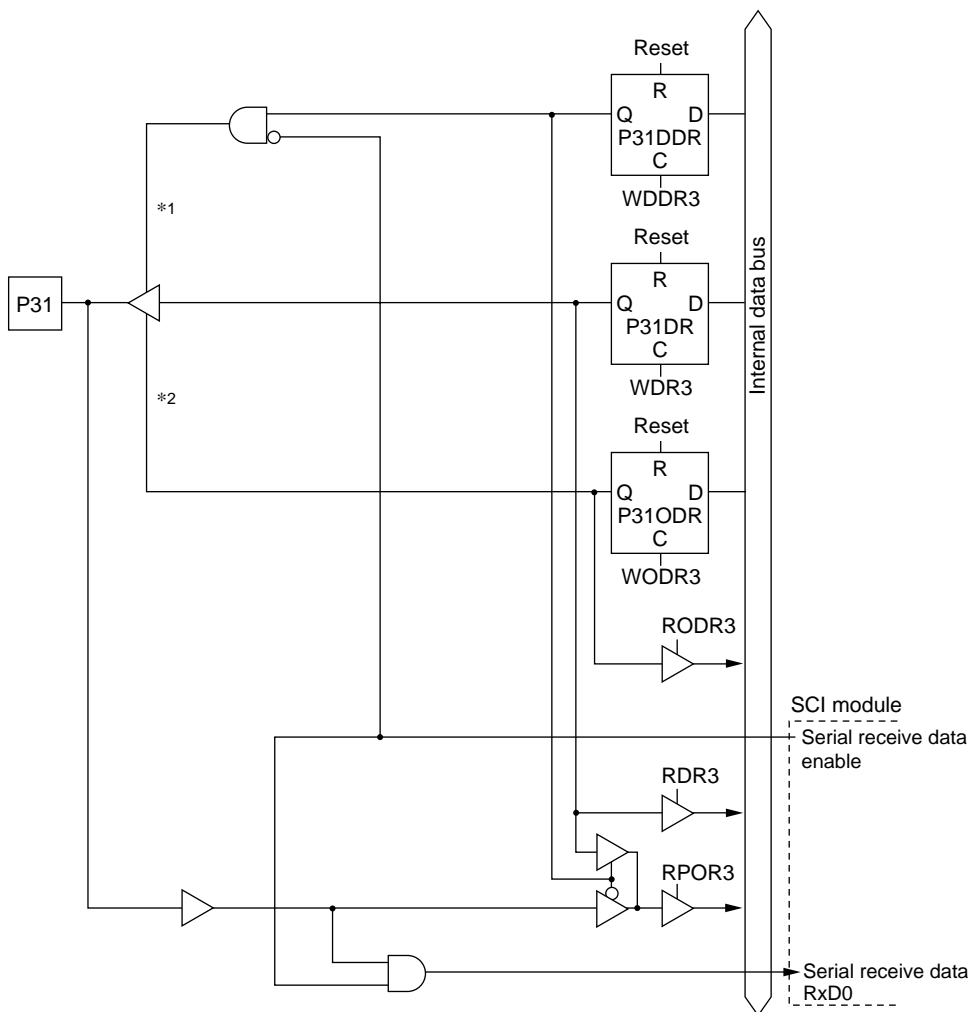 Reset
R
Q D
P31DDR
C
WDDR3
*1
Reset
R
P31
Q D
P31DR
C
WDR3
Internal data bus
*2
Reset
R
Q D
P31ODR
C
WODR3
RODR3
SCI module
Serial receive data
enable
RDR3
RPOR3
Serial receive data
RxD0